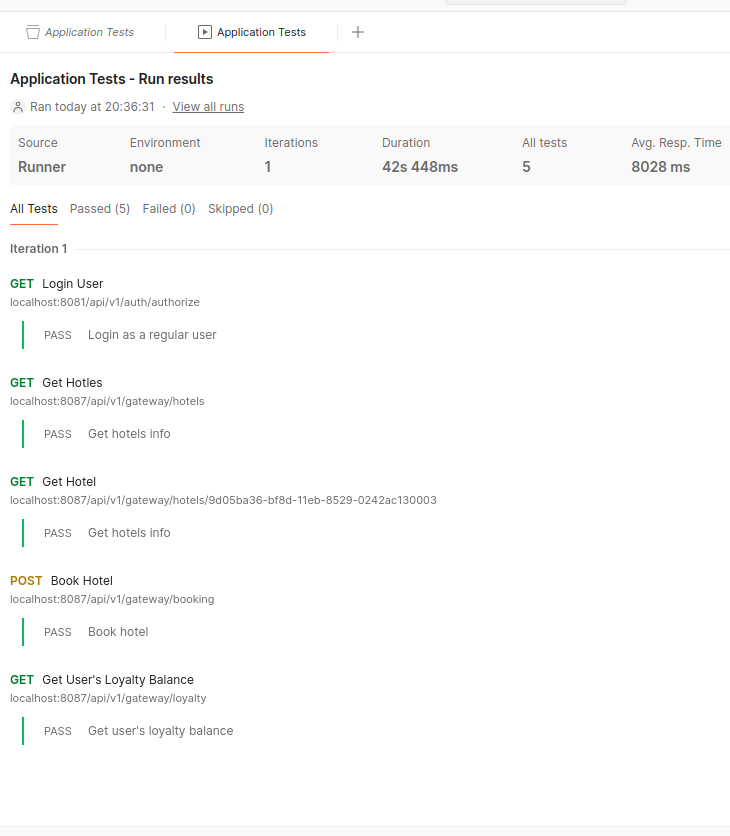 Application Tests Application Tests
Application Tests - Run results
Ran today at 20:36:31 · View all runs
Source Environment Iterations Duration All tests Avg. Resp. Time
Runner none 1 42s 448ms 5 8028 ms
All Tests Passed (5) Failed (0) Skipped (0)
Iteration 1
GET Login User
localhost:8081/api/v1/auth/authorize
PASS Login as a regular user
GET Get Hotles
localhost:8087/api/v1/gateway/hotels
PASS Get hotels info
GET Get Hotel
localhost:8087/api/v1/gateway/hotels/9d05ba36-bf8d-11eb-8529-0242ac130003
PASS Get hotels info
POST Book Hotel
localhost:8087/api/v1/gateway/booking
PASS Book hotel
GET Get User's Loyalty Balance
localhost:8087/api/v1/gateway/loyalty
PASS Get user's loyalty balance